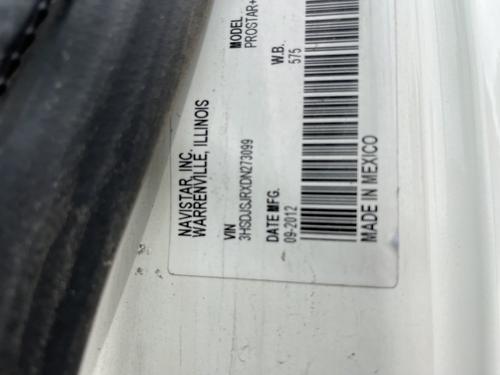 NAVISTAR, INC.
WARRENVILLE, ILLINOIS
VIN
3HSDJSJRXDN273099
MODEL
PROSTAR+
DATE MFG.
09-2012
W.B.
575
MADE IN MEXICO